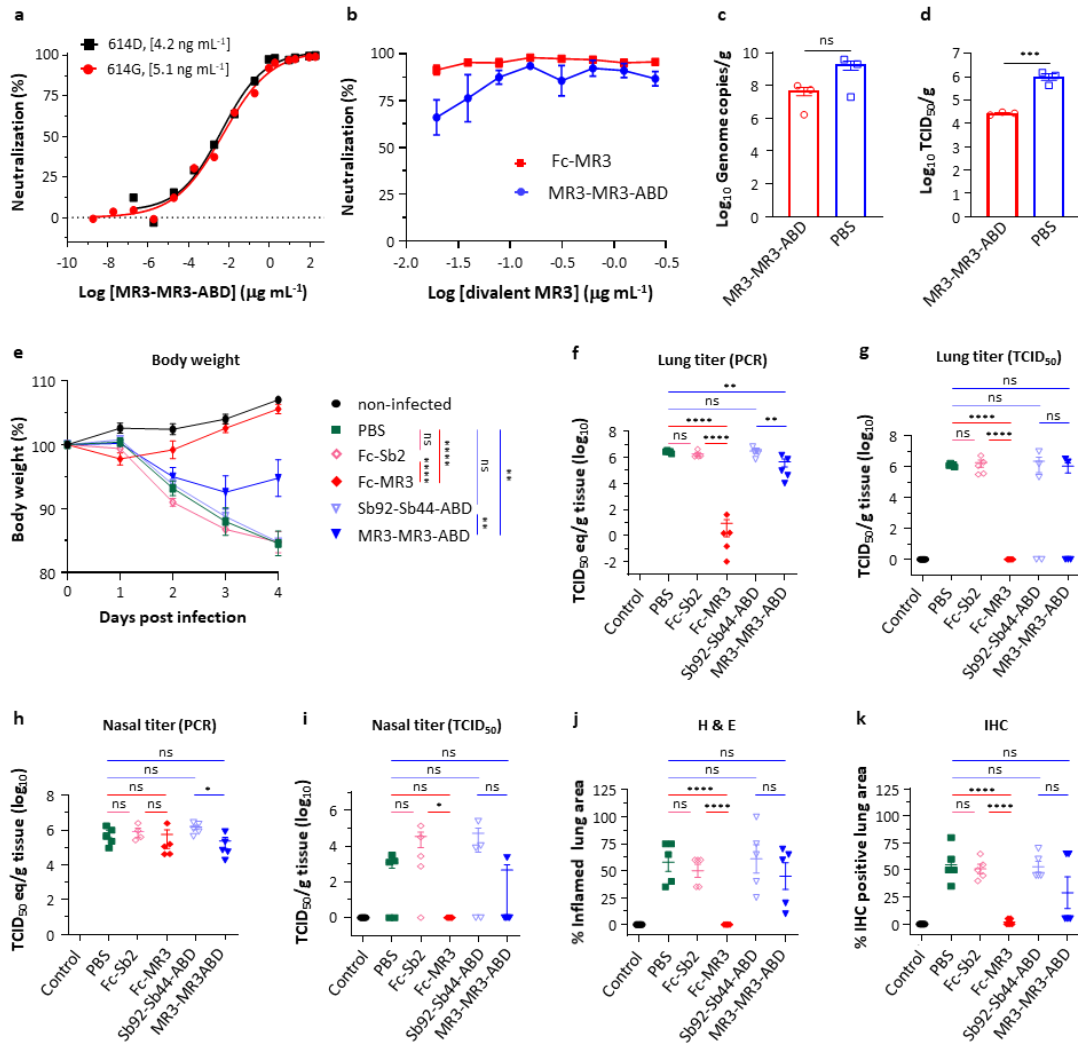 a
614D, [4.2 ng mL⁻¹]
614G, [5.1 ng mL⁻¹]
Neutralization (%)
100
75
50
25
0
-10 -8 -6 -4 -2 0 2
Log [MR3-MR3-ABD] (µg mL⁻¹)
b
Neutralization (%)
100
75
50
25
0
Fc-MR3
MR3-MR3-ABD
-2.0 -1.5 -1.0 -0.5
Log [divalent MR3] (µg mL⁻¹)
c
ns
Log₁₀ Genome copies/g
10.0
7.5
5.0
2.5
0
MR3-MR3-ABD
PBS
d
***
Log₁₀ TCID₅₀/g
7
6
5
4
3
2
1
0
MR3-MR3-ABD
PBS
e
Body weight
Body weight (%)
110
100
90
80
0 1 2 3 4
Days post infection
non-infected
PBS
Fc-Sb2
Fc-MR3
Sb92-Sb44-ABD
MR3-MR3-ABD
ns
****
****
ns
**
**
f
Lung titer (PCR)
**
ns
****
**
ns
****
TCID₅₀ eq/g tissue (log₁₀)
8
6
4
2
0
-2
Control
PBS
Fc-Sb2
Fc-MR3
Sb92-Sb44-ABD
MR3-MR3-ABD
g
Lung titer (TCID₅₀)
ns
ns
****
ns
ns
****
TCID₅₀/g tissue (log₁₀)
8
6
4
2
0
Control
PBS
Fc-Sb2
Fc-MR3
Sb92-Sb44-ABD
MR3-MR3-ABD
h
Nasal titer (PCR)
ns
ns
ns
*
ns
ns
TCID₅₀ eq/g tissue (log₁₀)
8
6
4
2
0
Control
PBS
Fc-Sb2
Fc-MR3
Sb92-Sb44-ABD
MR3-MR3ABD
i
Nasal titer (TCID₅₀)
ns
ns
ns
ns
ns
*
TCID₅₀/g tissue (log₁₀)
6
4
2
0
Control
PBS
Fc-Sb2
Fc-MR3
Sb92-Sb44-ABD
MR3-MR3-ABD
j
H & E
ns
ns
****
ns
ns
****
% Inflamed lung area
100
75
50
25
0
Control
PBS
Fc-Sb2
Fc-MR3
Sb92-Sb44-ABD
MR3-MR3-ABD
k
IHC
ns
ns
****
ns
ns
****
% IHC positive lung area
100
75
50
25
0
Control
PBS
Fc-Sb2
Fc-MR3
Sb92-Sb44-ABD
MR3-MR3-ABD